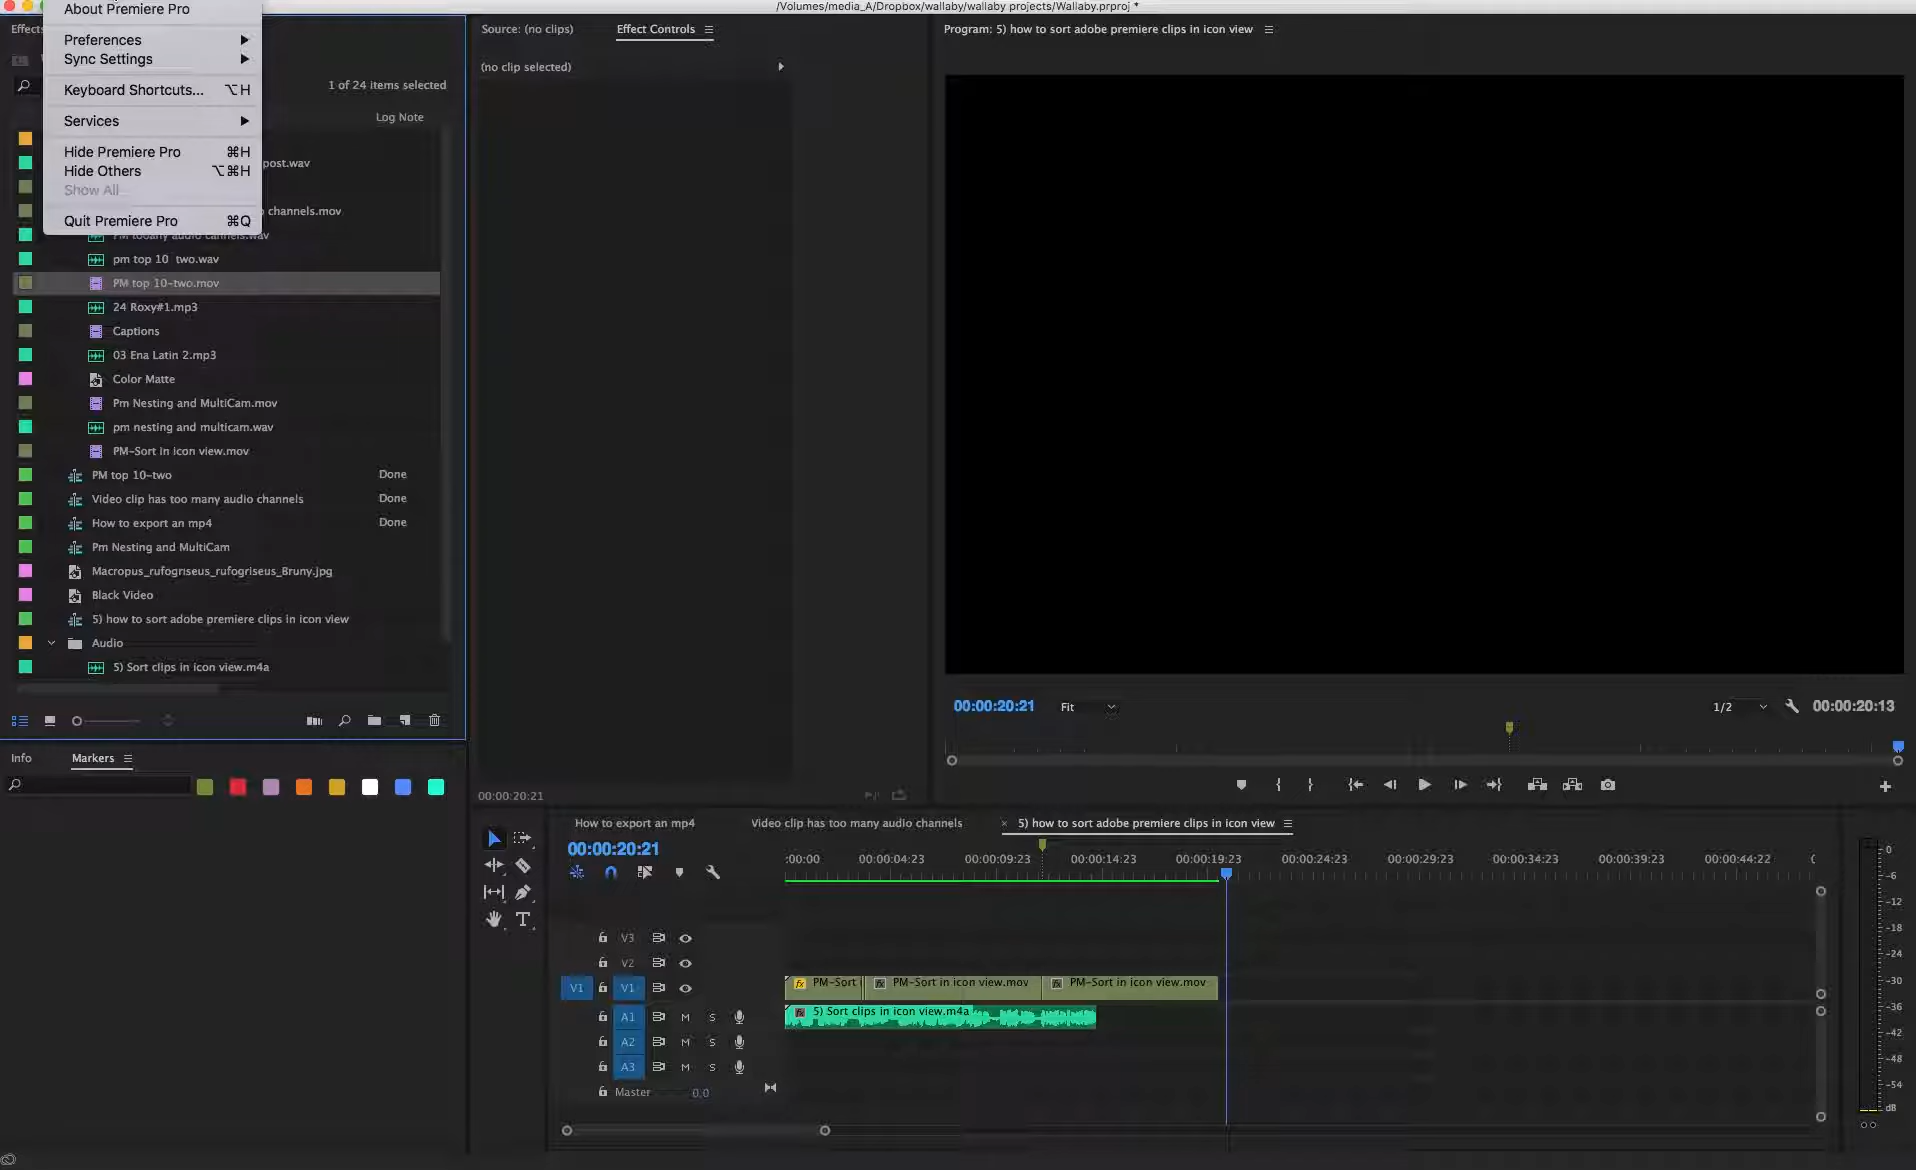 /Volumes/media_A/Dropbox/wallaby/wallaby projects/Wallaby.prproj *
About Premiere Pro
Preferences
Sync Settings
Keyboard Shortcuts... ⌥H
Services
Hide Premiere Pro ⌘H
Hide Others ⌥⌘H
Show All
Quit Premiere Pro ⌘Q
Effects
1 of 24 items selected
Log Note
post.wav
channels.mov
pm top 10 two.wav
PM top 10-two.mov
24 Roxy#1.mp3
Captions
03 Ena Latin 2.mp3
Color Matte
Pm Nesting and MultiCam.mov
pm nesting and multicam.wav
PM-Sort in icon view.mov
PM top 10-two Done
Video clip has too many audio channels Done
How to export an mp4 Done
Pm Nesting and MultiCam
Macropus_rufogriseus_rufogriseus_Bruny.jpg
Black Video
5) how to sort adobe premiere clips in icon view
Audio
5) Sort clips in icon view.m4a
Info Markers
Source: (no clips) Effect Controls
(no clip selected)
00:00:20:21
Program: 5) how to sort adobe premiere clips in icon view
00:00:20:21 Fit 1/2 00:00:20:13
How to export an mp4 Video clip has too many audio channels × 5) how to sort adobe premiere clips in icon view
00:00:20:21
:00:00 00:00:04:23 00:00:09:23 00:00:14:23 00:00:19:23 00:00:24:23 00:00:29:23 00:00:34:23 00:00:39:23 00:00:44:22
V3
V2
V1 V1 fx PM-Sort fx PM-Sort in icon view.mov fx PM-Sort in icon view.mov
A1 M S fx 5) Sort clips in icon view.m4a
A2 M S
A3 M S
Master 0.0
0
-6
-12
-18
-24
-30
-36
-42
-48
-54
dB